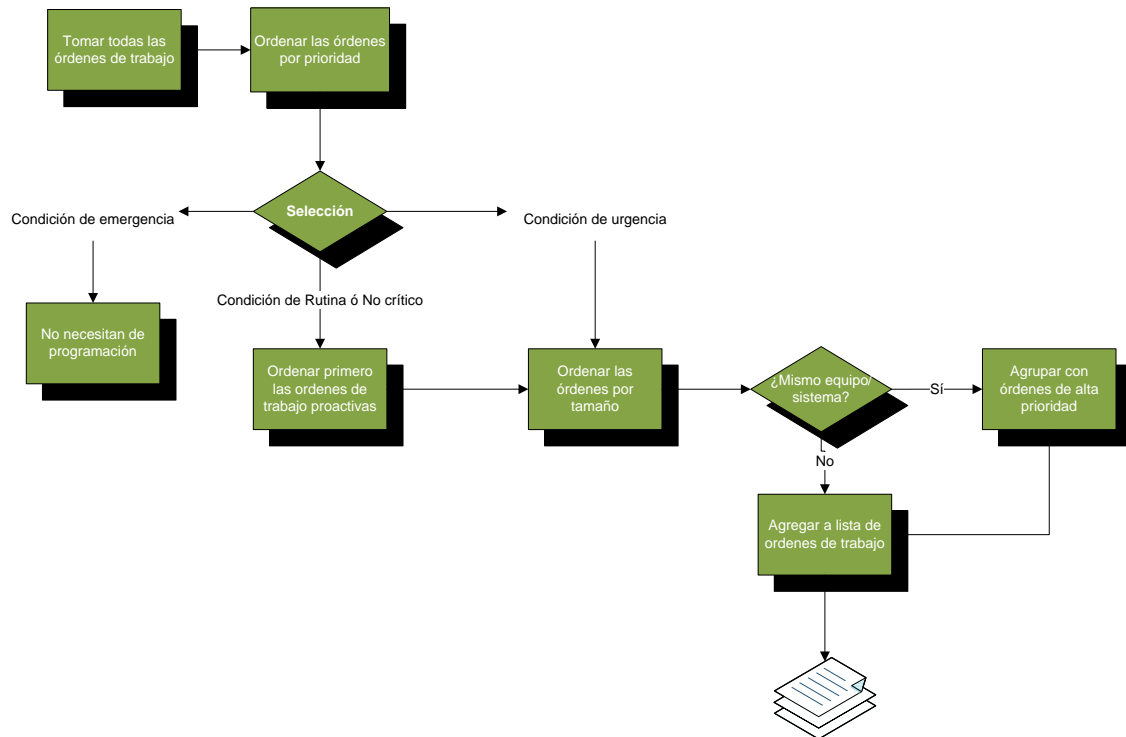 Tomar todas las
órdenes de trabajo
Ordenar las órdenes
por prioridad
Selección
Condición de emergencia
Condición de urgencia
Condición de Rutina ó No crítico
No necesitan de
programación
Ordenar primero
las ordenes de
trabajo proactivas
Ordenar las
órdenes por
tamaño
¿Mismo equipo/
sistema?
Sí
Agrupar con
órdenes de alta
prioridad
No
Agregar a lista de
ordenes de trabajo